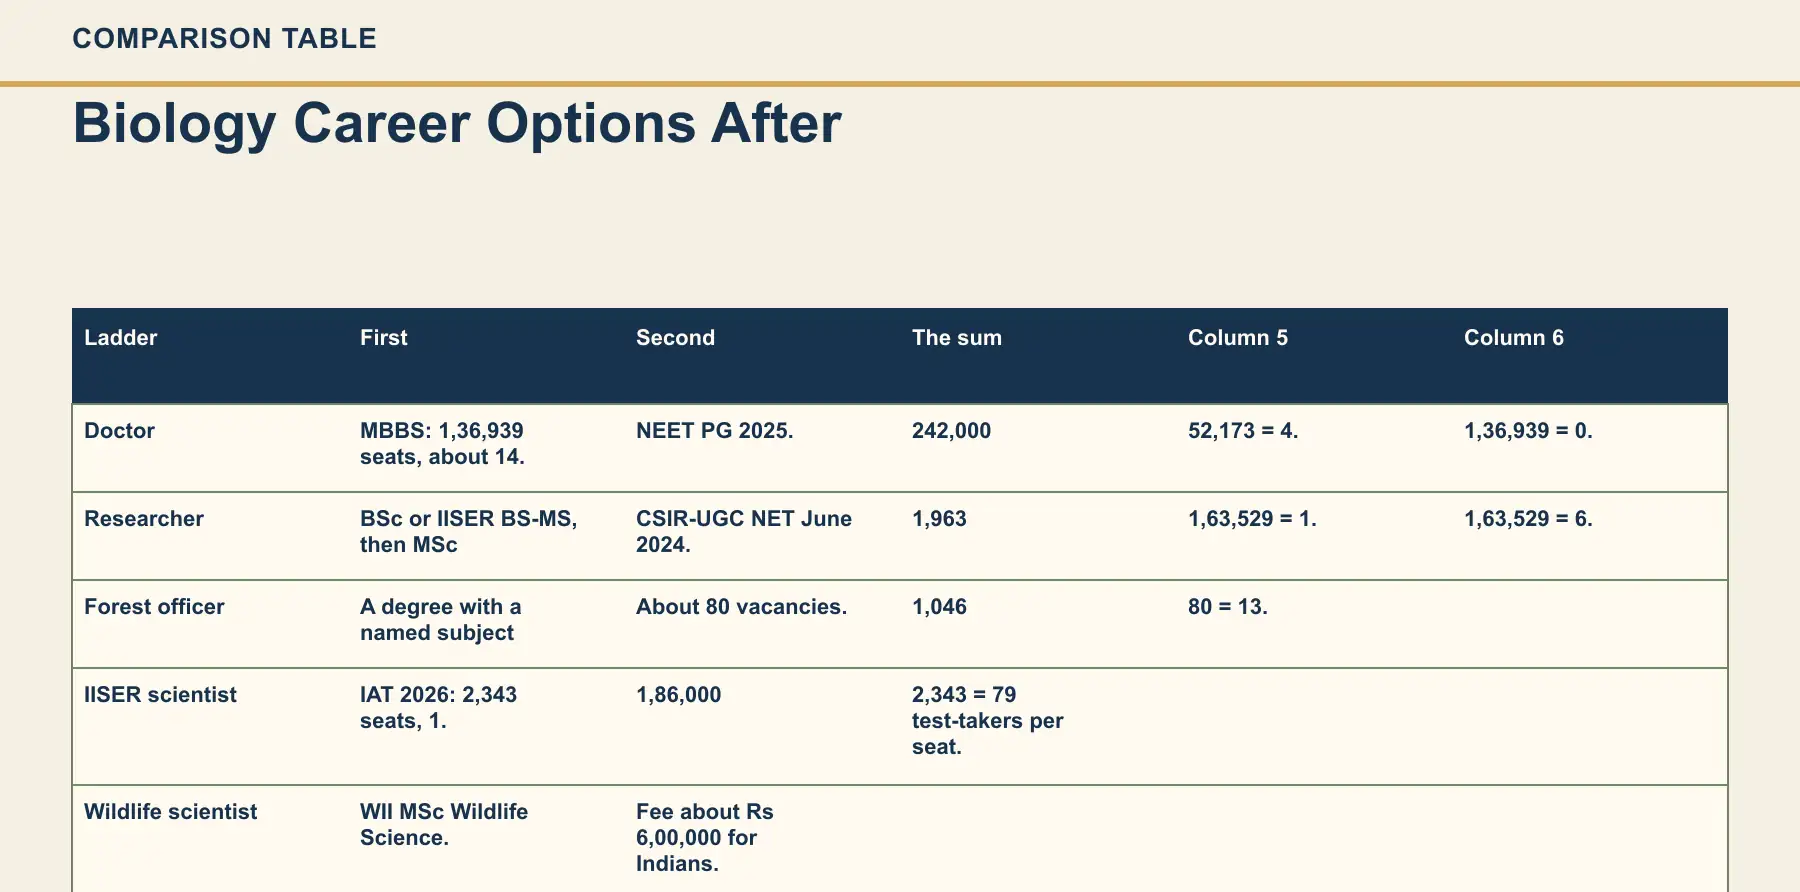 COMPARISON TABLE
Biology Career Options After
Ladder First Second The sum Column 5 Column 6
Doctor MBBS: 1,36,939 NEET PG 2025. 242,000 52,173 = 4. 1,36,939 = 0.
seats, about 14.
Researcher BSc or IISER BS-MS, CSIR-UGC NET June 1,963 1,63,529 = 1. 1,63,529 = 6.
then MSc 2024.
Forest officer A degree with a About 80 vacancies. 1,046 80 = 13.
named subject
IISER scientist IAT 2026: 2,343 1,86,000 2,343 = 79
seats, 1. test-takers per
seat.
Wildlife scientist WII MSc Wildlife Fee about Rs
Science. 6,00,000 for
Indians.